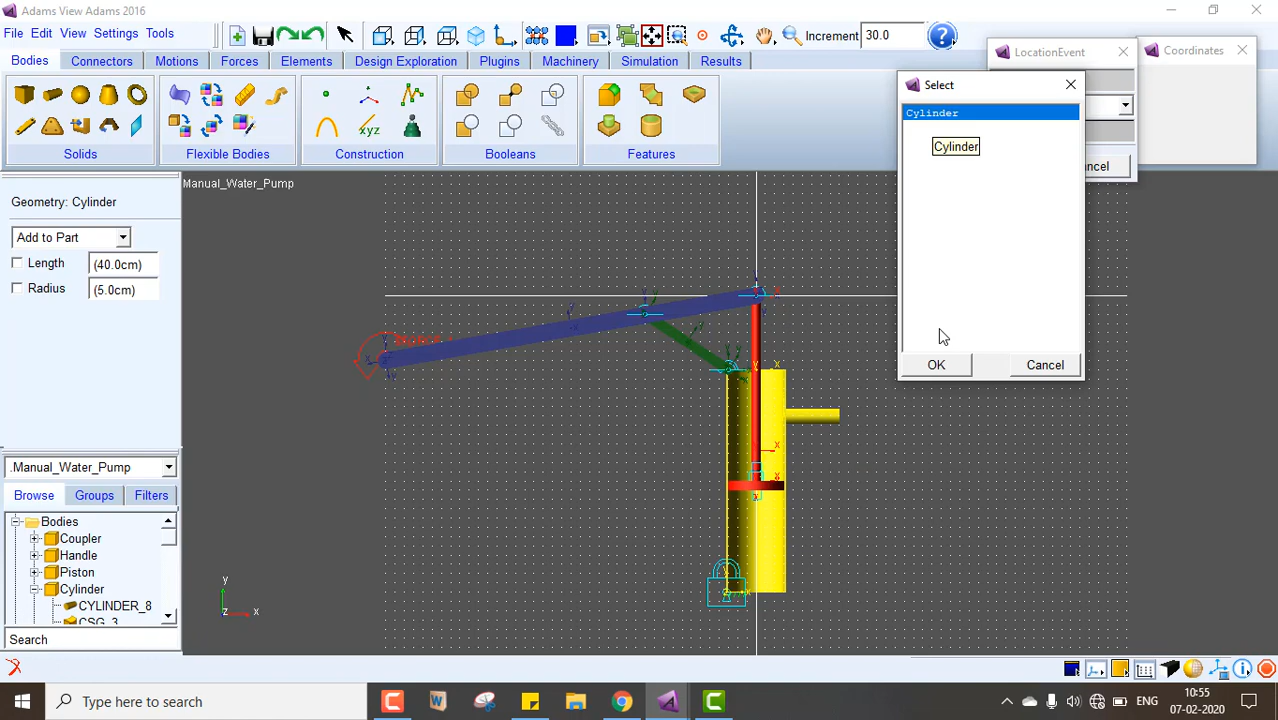 Adams View Adams 2016
File Edit View Settings Tools
Increment 30.0
LocationEvent
Coordinates
Bodies Connectors Motions Forces Elements Design Exploration Plugins Machinery Simulation Results
Select
Cylinder
Cylinder
xyz
ncel
Solids Flexible Bodies Construction Booleans Features
Manual_Water_Pump
Geometry: Cylinder
Add to Part
Length (40.0cm)
Radius (5.0cm)
OK Cancel
.Manual_Water_Pump
Browse Groups Filters
Bodies
Coupler
Handle
Piston
Cylinder
CYLINDER_8
CSG_3
Search
y
z x
Type here to search
ENG
10:55
07-02-2020